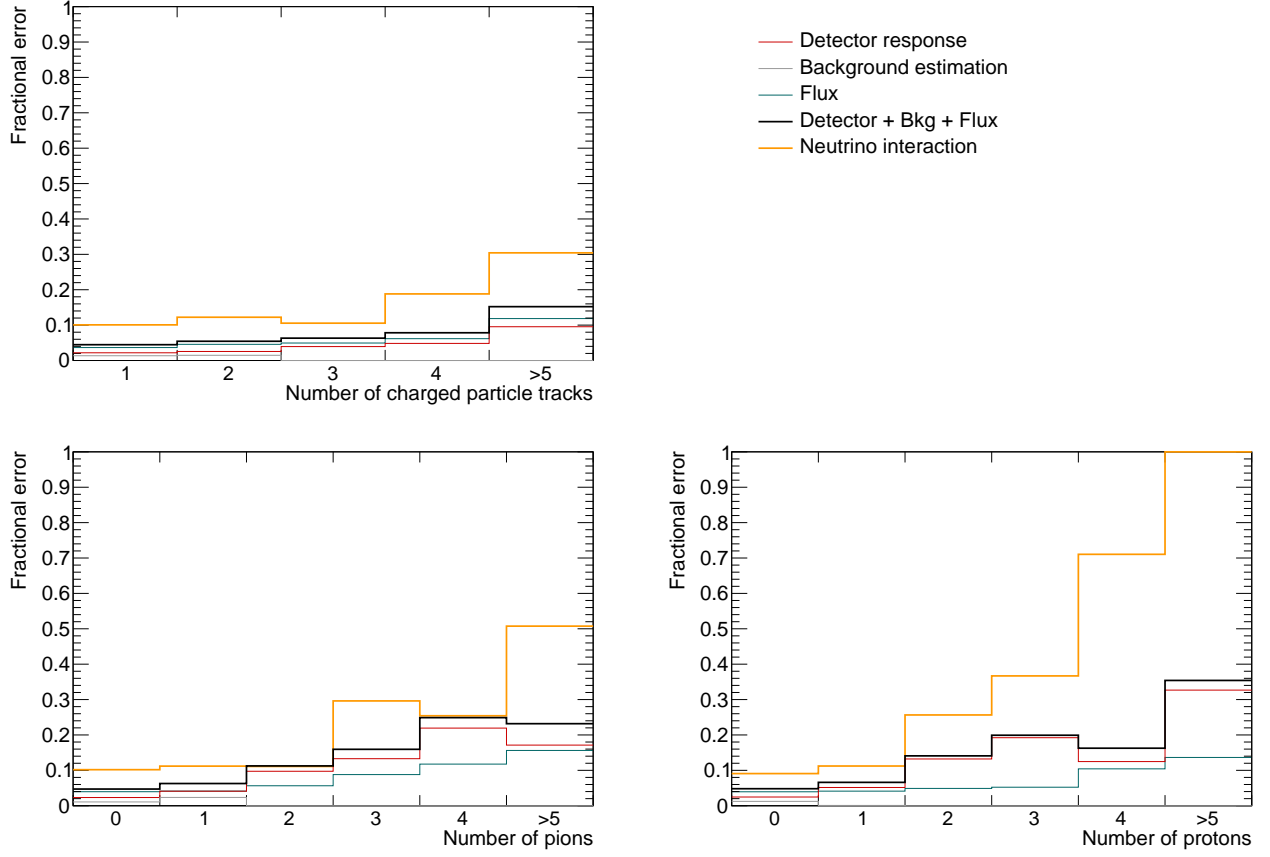 Fractional error
1
0.9
0.8
0.7
0.6
0.5
0.4
0.3
0.2
0.1
0
1 2 3 4 >5
Number of charged particle tracks
Detector response
Background estimation
Flux
Detector + Bkg + Flux
Neutrino interaction
Fractional error
1
0.9
0.8
0.7
0.6
0.5
0.4
0.3
0.2
0.1
0
0 1 2 3 4 >5
Number of pions
Fractional error
1
0.9
0.8
0.7
0.6
0.5
0.4
0.3
0.2
0.1
0
0 1 2 3 4 >5
Number of protons